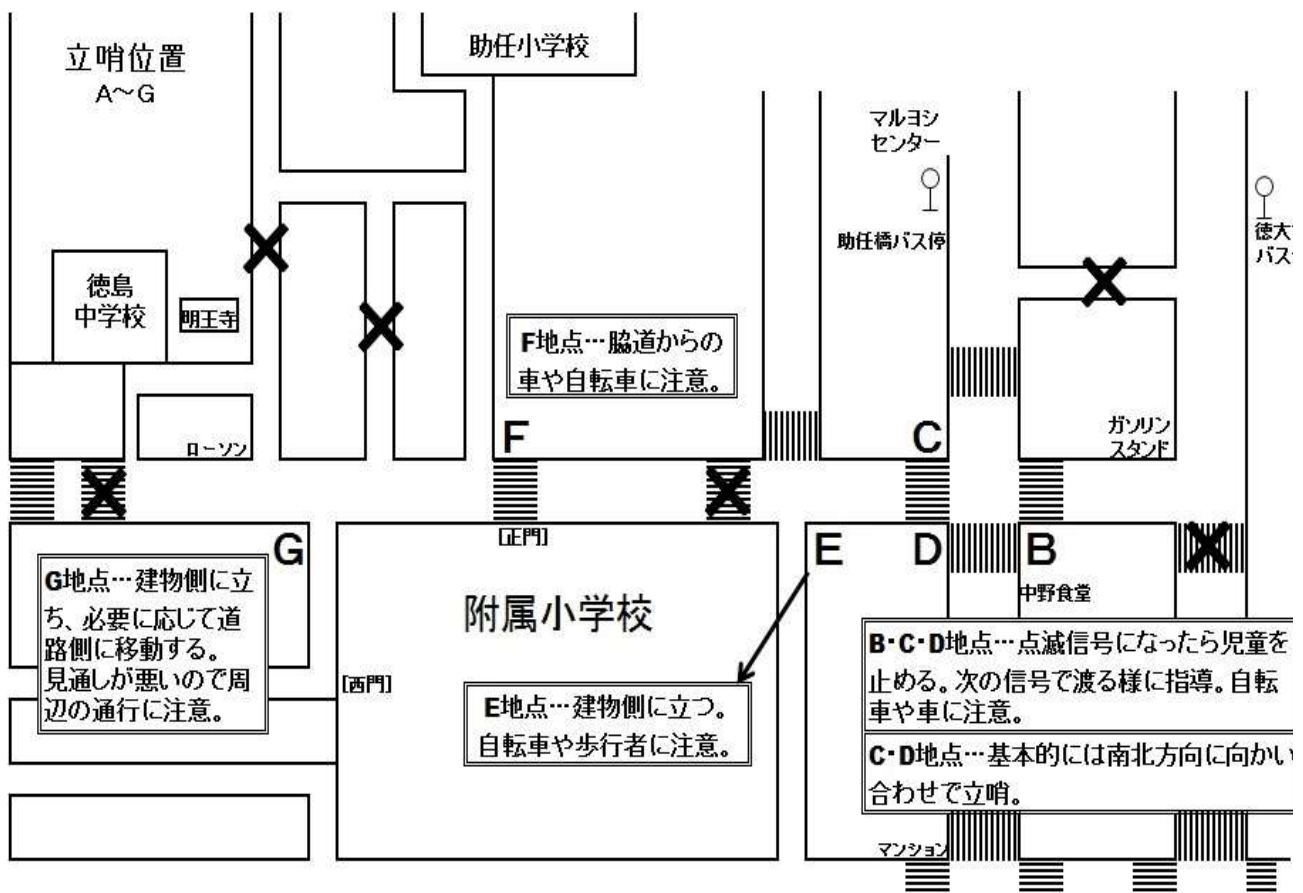 立哨位置
A～G
助任小学校
マルヨシ
センター
助任橋バス停
徳大
バス
徳島
中学校
明王寺
F地点…脇道からの
車や自転車に注意。
ローソン
F
C
ガソリン
スタンド
[正門]
G
E
D
B
中野食堂
G地点…建物側に立
ち、必要に応じて道
路側に移動する。
見通しが悪いので周
辺の通行に注意。
附属小学校
[西門]
E地点…建物側に立つ。
自転車や歩行者に注意。
B・C・D地点…点滅信号になったら児童を
止める。次の信号で渡る様に指導。自転
車や車に注意。
C・D地点…基本的には南北方向に向かい
合わせで立哨。
マンション